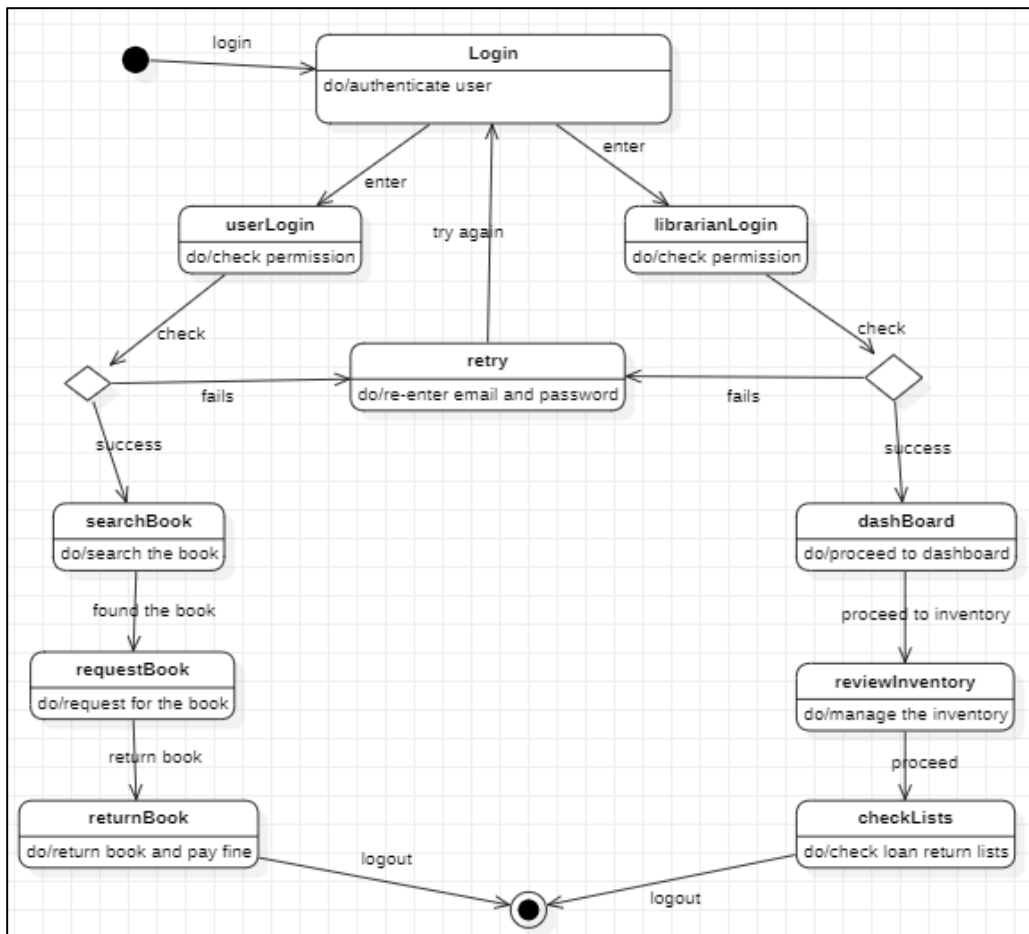 login
Login
do/authenticate user
enter
enter
userLogin
do/check permission
try again
librarianLogin
do/check permission
check
check
retry
do/re-enter email and password
fails
fails
success
success
searchBook
do/search the book
dashBoard
do/proceed to dashboard
found the book
proceed to inventory
requestBook
do/request for the book
reviewInventory
do/manage the inventory
return book
proceed
returnBook
do/return book and pay fine
checkLists
do/check loan return lists
logout
logout